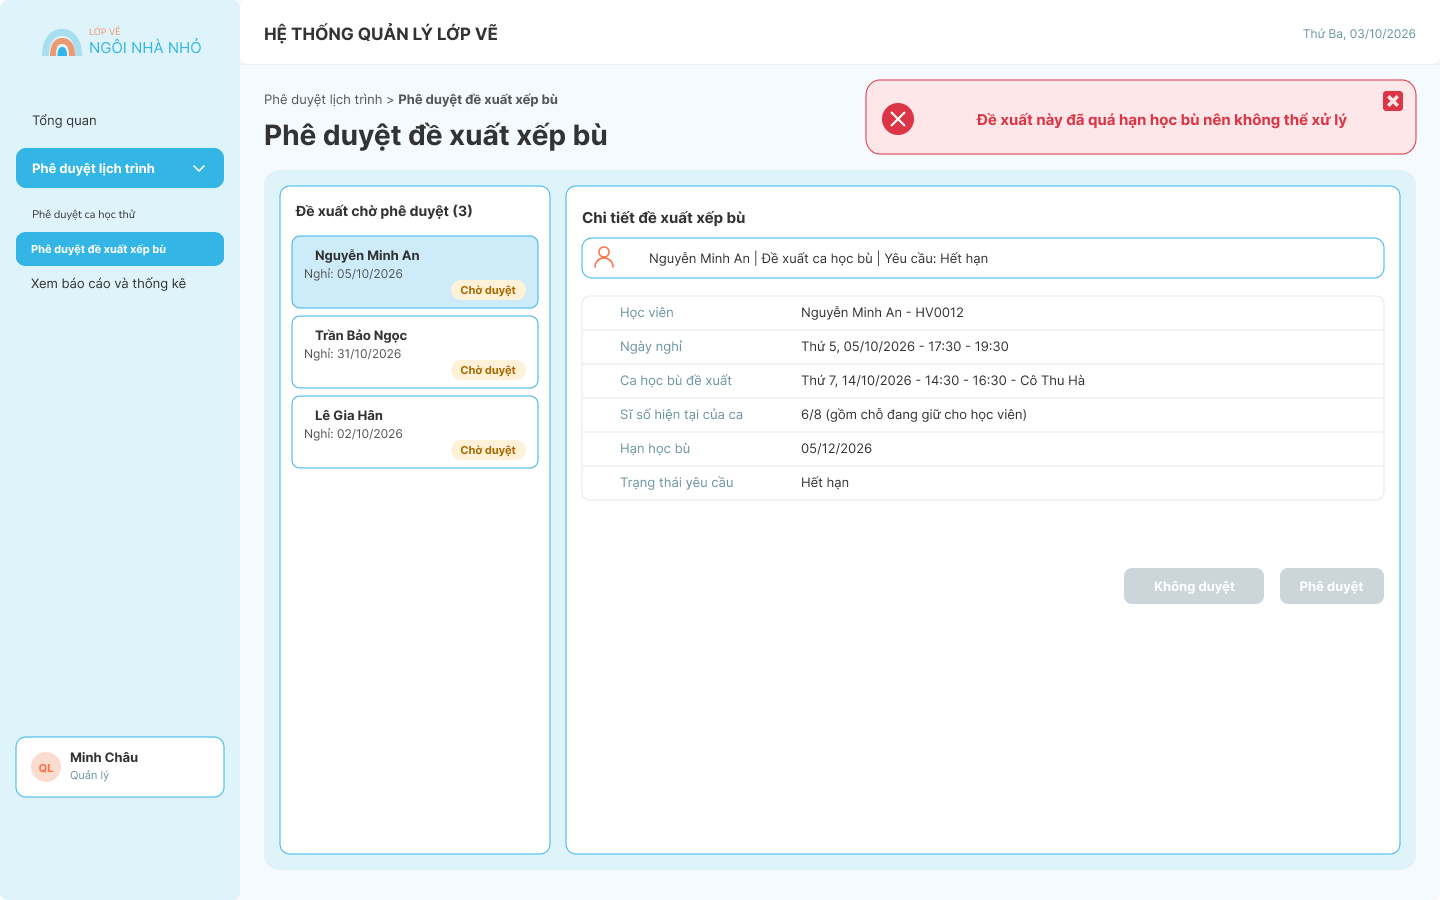 LỚP VẼ
NGÔI NHÀ NHỎ
Tổng quan
Phê duyệt lịch trình
Phê duyệt ca học thử
Phê duyệt đề xuất xếp bù
Xem báo cáo và thống kê
QL
Minh Châu
Quản lý
HỆ THỐNG QUẢN LÝ LỚP VẼ
Thứ Ba, 03/10/2026
Phê duyệt lịch trình > Phê duyệt đề xuất xếp bù
Phê duyệt đề xuất xếp bù
Đề xuất này đã quá hạn học bù nên không thể xử lý
Đề xuất chờ phê duyệt (3)
Nguyễn Minh An
Nghỉ: 05/10/2026
Chờ duyệt
Trần Bảo Ngọc
Nghỉ: 31/10/2026
Chờ duyệt
Lê Gia Hân
Nghỉ: 02/10/2026
Chờ duyệt
Chi tiết đề xuất xếp bù
Nguyễn Minh An | Đề xuất ca học bù | Yêu cầu: Hết hạn
Học viên Nguyễn Minh An - HV0012
Ngày nghỉ Thứ 5, 05/10/2026 - 17:30 - 19:30
Ca học bù đề xuất Thứ 7, 14/10/2026 - 14:30 - 16:30 - Cô Thu Hà
Sĩ số hiện tại của ca 6/8 (gồm chỗ đang giữ cho học viên)
Hạn học bù 05/12/2026
Trạng thái yêu cầu Hết hạn
Không duyệt
Phê duyệt